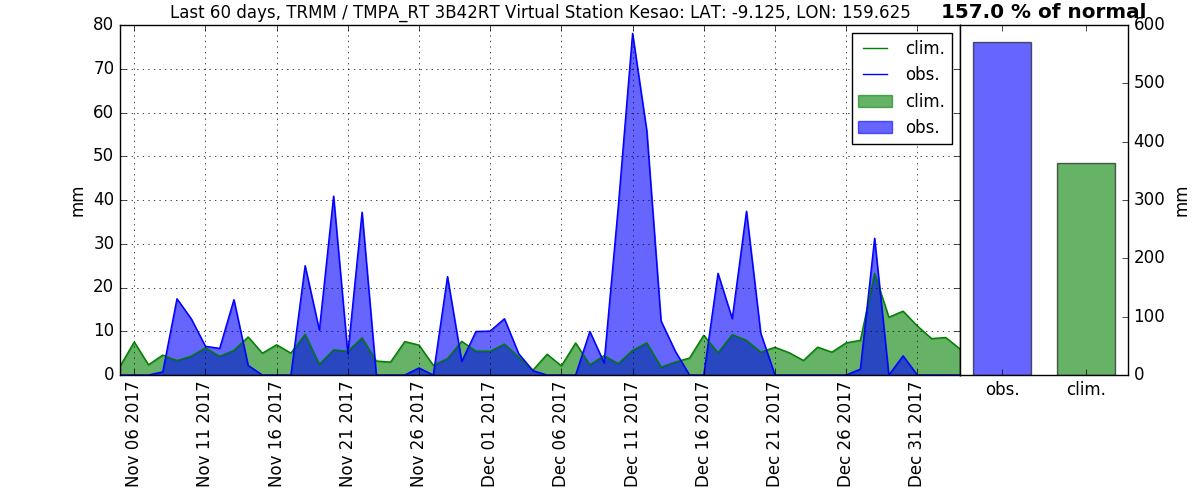 Last 60 days, TRMM / TMPA_RT 3B42RT Virtual Station Kesao: LAT: -9.125, LON: 159.625
157.0 % of normal
80
70
60
50
40
30
20
10
0
mm
clim.
obs.
clim.
obs.
Nov 06 2017
Nov 11 2017
Nov 16 2017
Nov 21 2017
Nov 26 2017
Dec 01 2017
Dec 06 2017
Dec 11 2017
Dec 16 2017
Dec 21 2017
Dec 26 2017
Dec 31 2017
600
500
400
300
200
100
0
mm
obs.
clim.